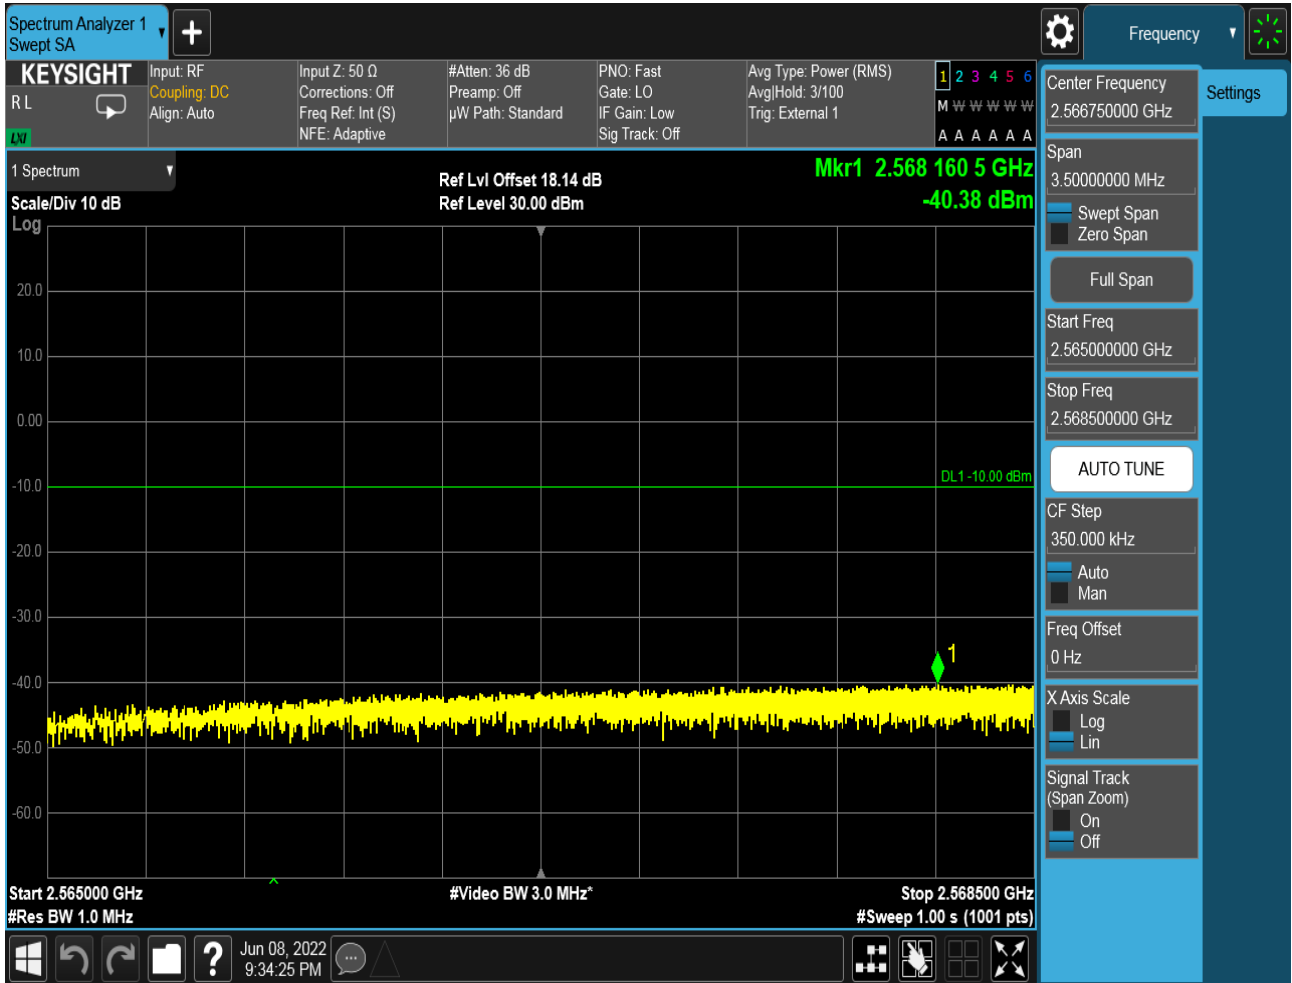 Spectrum Analyzer 1
Swept SA
Frequency
KEYSIGHT
R L
LXI
Input: RF
Coupling: DC
Align: Auto
Input Z: 50 Ω
Corrections: Off
Freq Ref: Int (S)
NFE: Adaptive
#Atten: 36 dB
Preamp: Off
µW Path: Standard
PNO: Fast
Gate: LO
IF Gain: Low
Sig Track: Off
Avg Type: Power (RMS)
Avg|Hold: 3/100
Trig: External 1
1 2 3 4 5 6
M W W W W W
A A A A A A
1 Spectrum
Scale/Div 10 dB
Log
Ref Lvl Offset 18.14 dB
Ref Level 30.00 dBm
Mkr1 2.568 160 5 GHz
-40.38 dBm
20.0
10.0
0.00
-10.0
-20.0
-30.0
-40.0
-50.0
-60.0
DL1 -10.00 dBm
1
Start 2.565000 GHz
#Res BW 1.0 MHz
#Video BW 3.0 MHz*
Stop 2.568500 GHz
#Sweep 1.00 s (1001 pts)
Center Frequency
2.566750000 GHz
Settings
Span
3.50000000 MHz
Swept Span
Zero Span
Full Span
Start Freq
2.565000000 GHz
Stop Freq
2.568500000 GHz
AUTO TUNE
CF Step
350.000 kHz
Auto
Man
Freq Offset
0 Hz
X Axis Scale
Log
Lin
Signal Track
(Span Zoom)
On
Off
?
Jun 08, 2022
9:34:25 PM